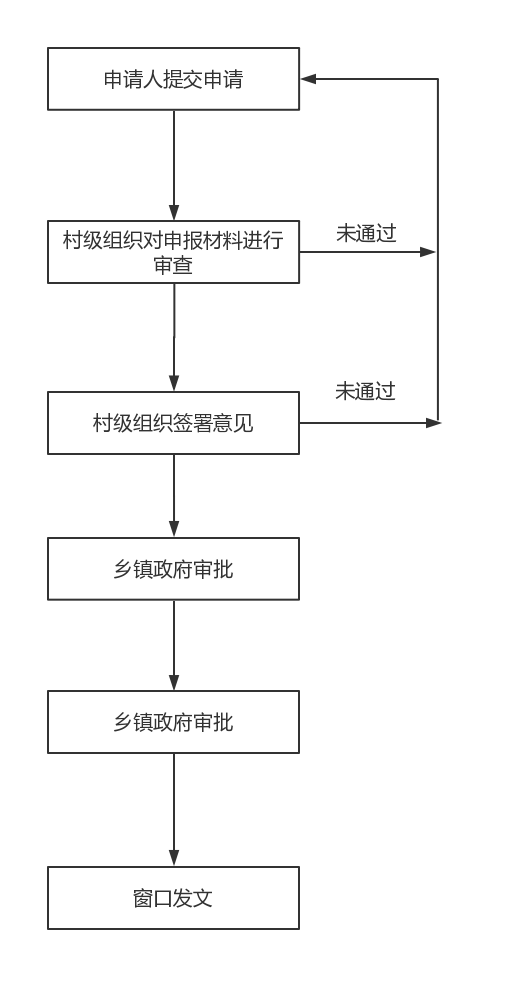 申请人提交申请
村级组织对申报材料进行
审查
未通过
村级组织签署意见
未通过
乡镇政府审批
乡镇政府审批
窗口发文